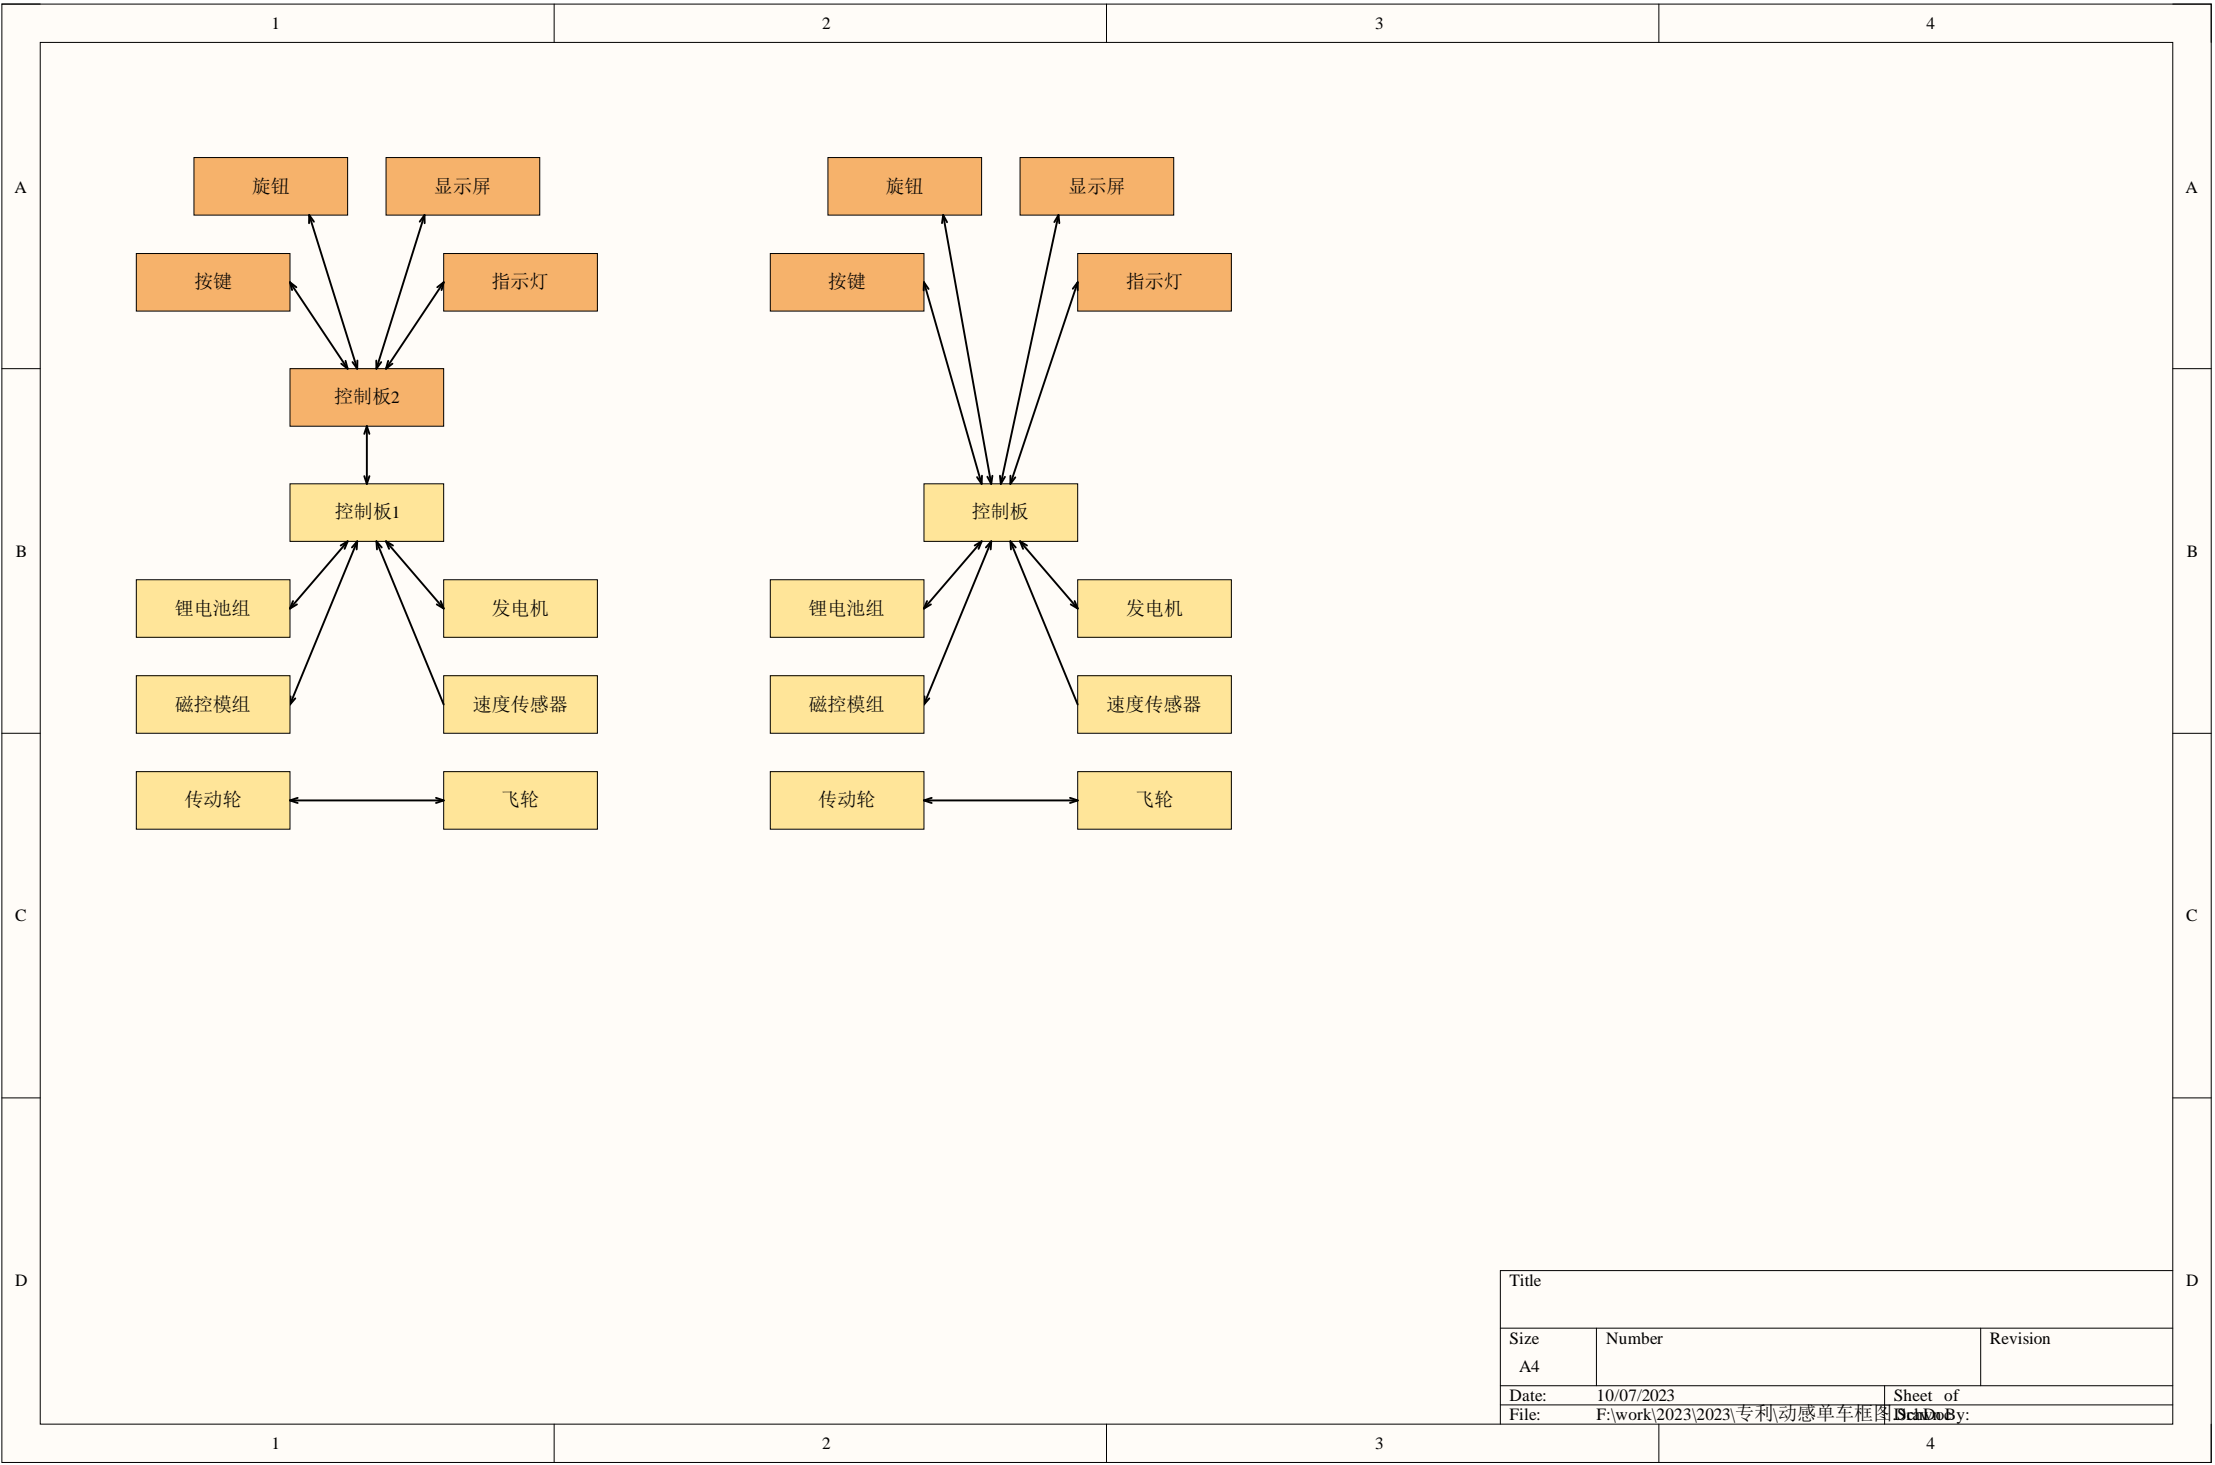 1 2 3 4
A A
旋钮 显示屏 旋钮 显示屏
按键 指示灯 按键 指示灯
控制板2
控制板1 控制板
B B
锂电池组 发电机 锂电池组 发电机
磁控模组 速度传感器 磁控模组 速度传感器
传动轮 飞轮 传动轮 飞轮
C C
D D
Title
Size Number Revision
A4
Date: 10/07/2023 Sheet of
File: F:\work\2023\2023\专利\动感单车框图.SchDoc Drawn By:
1 2 3 4